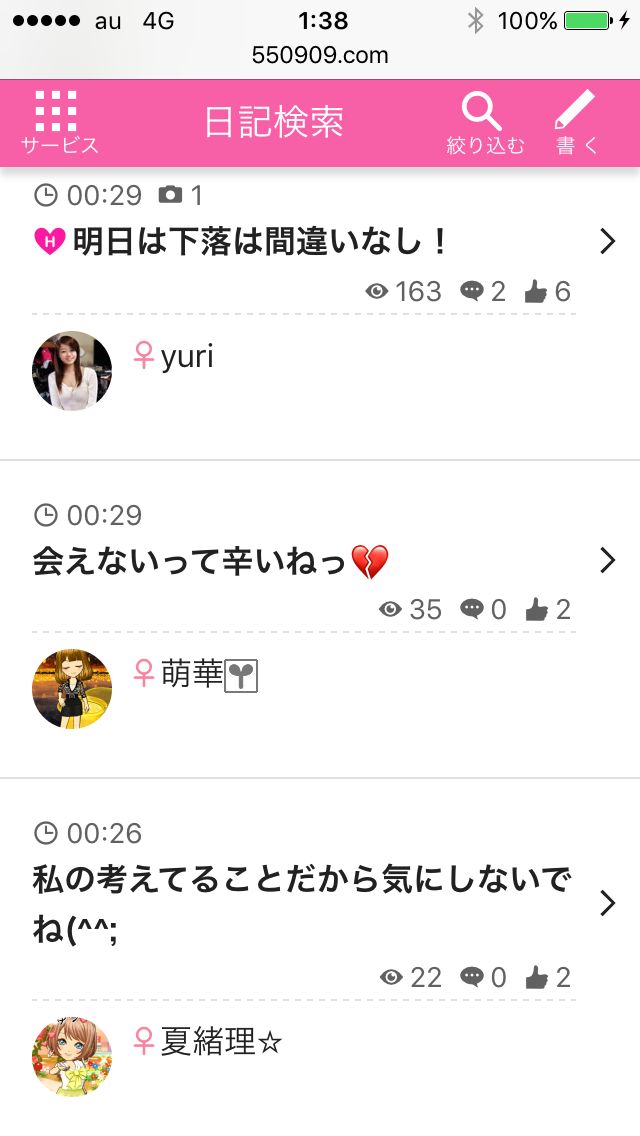 au 4G 1:38 100%
550909.com
サービス 日記検索 絞り込む 書く
00:29 1
H 明日は下落は間違いなし！
163 2 6
♀yuri
00:29
会えないって辛いねっ💔
35 0 2
♀萌華🌱
00:26
私の考えてることだから気にしないで
ね(^^;
22 0 2
♀夏緒理☆